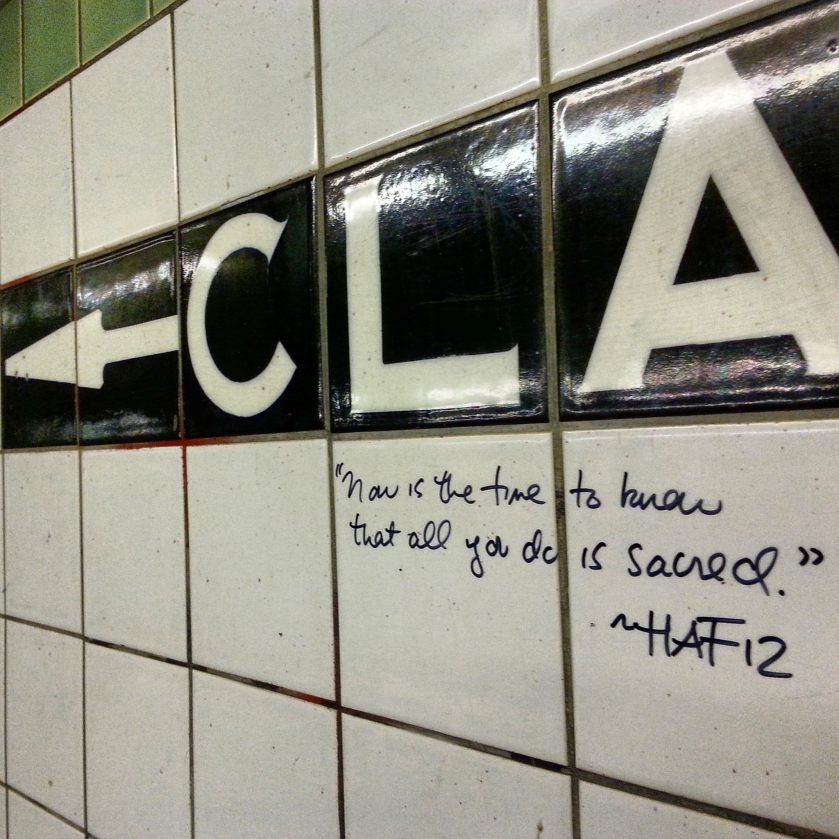 CLA
"Now is the time to know
that all you do is sacred."
~HAFIZ